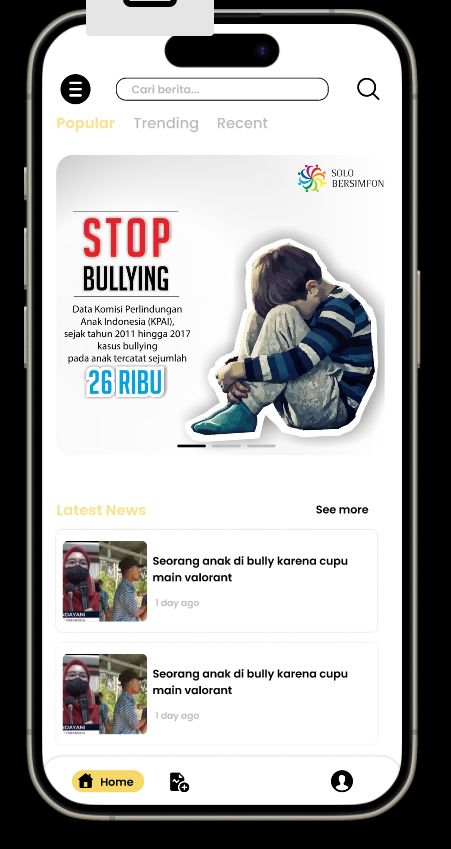 Cari berita...
Popular Trending Recent
SOLO
BERSIMFON
STOP
BULLYING
Data Komisi Perlindungan
Anak Indonesia (KPAI),
sejak tahun 2011 hingga 2017
kasus bullying
pada anak tercatat sejumlah
26 RIBU
Latest News See more
Seorang anak di bully karena cupu
main valorant
1 day ago
NDAYANI
Seorang anak di bully karena cupu
main valorant
1 day ago
NDAYANI
Home